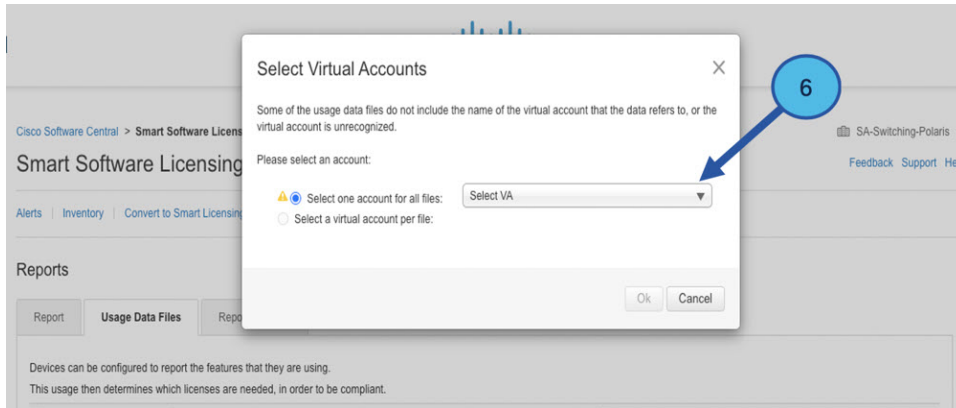 Select Virtual Accounts
6
Some of the usage data files do not include the name of the virtual account that the data refers to, or the
virtual account is unrecognized.
Cisco Software Central > Smart Software Licens
SA-Switching-Polaris
Please select an account:
Smart Software Licensing
Feedback Support He
Select one account for all files: Select VA
Alerts | Inventory | Convert to Smart Licensing
Select a virtual account per file:
Reports
Ok Cancel
Report Usage Data Files Repo
Devices can be configured to report the features that they are using.
This usage then determines which licenses are needed, in order to be compliant.